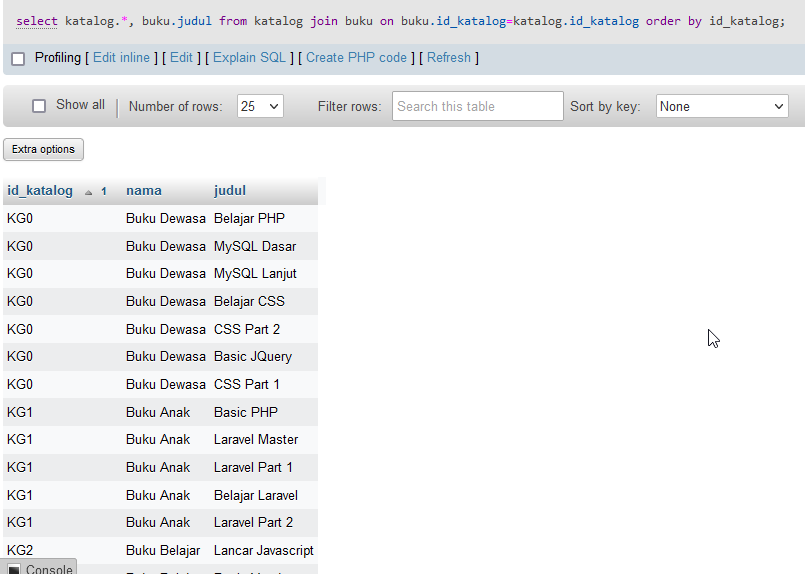 select katalog.*, buku.judul from katalog join buku on buku.id_katalog=katalog.id_katalog order by id_katalog;
Profiling [ Edit inline ] [ Edit ] [ Explain SQL ] [ Create PHP code ] [ Refresh ]
Show all Number of rows: 25 Filter rows: Search this table Sort by key: None
Extra options
id_katalog 1 nama judul
KG0 Buku Dewasa Belajar PHP
KG0 Buku Dewasa MySQL Dasar
KG0 Buku Dewasa MySQL Lanjut
KG0 Buku Dewasa Belajar CSS
KG0 Buku Dewasa CSS Part 2
KG0 Buku Dewasa Basic JQuery
KG0 Buku Dewasa CSS Part 1
KG1 Buku Anak Basic PHP
KG1 Buku Anak Laravel Master
KG1 Buku Anak Laravel Part 1
KG1 Buku Anak Belajar Laravel
KG1 Buku Anak Laravel Part 2
KG2 Buku Belajar Lancar Javascript
Console